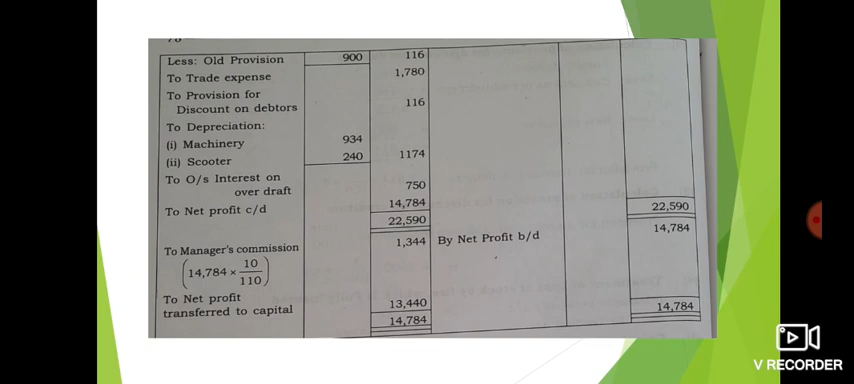 Less: Old Provision 900 116
To Trade expense 1,780
To Provision for
Discount on debtors 116
To Depreciation:
(i) Machinery 934
(ii) Scooter 240 1174
To O/s Interest on
over draft 750
To Net profit c/d 14,784
22,590 22,590
To Manager's commission 1,344 By Net Profit b/d 14,784
(14,784 × 10/110)
To Net profit
transferred to capital 13,440
14,784 14,784
V RECORDER